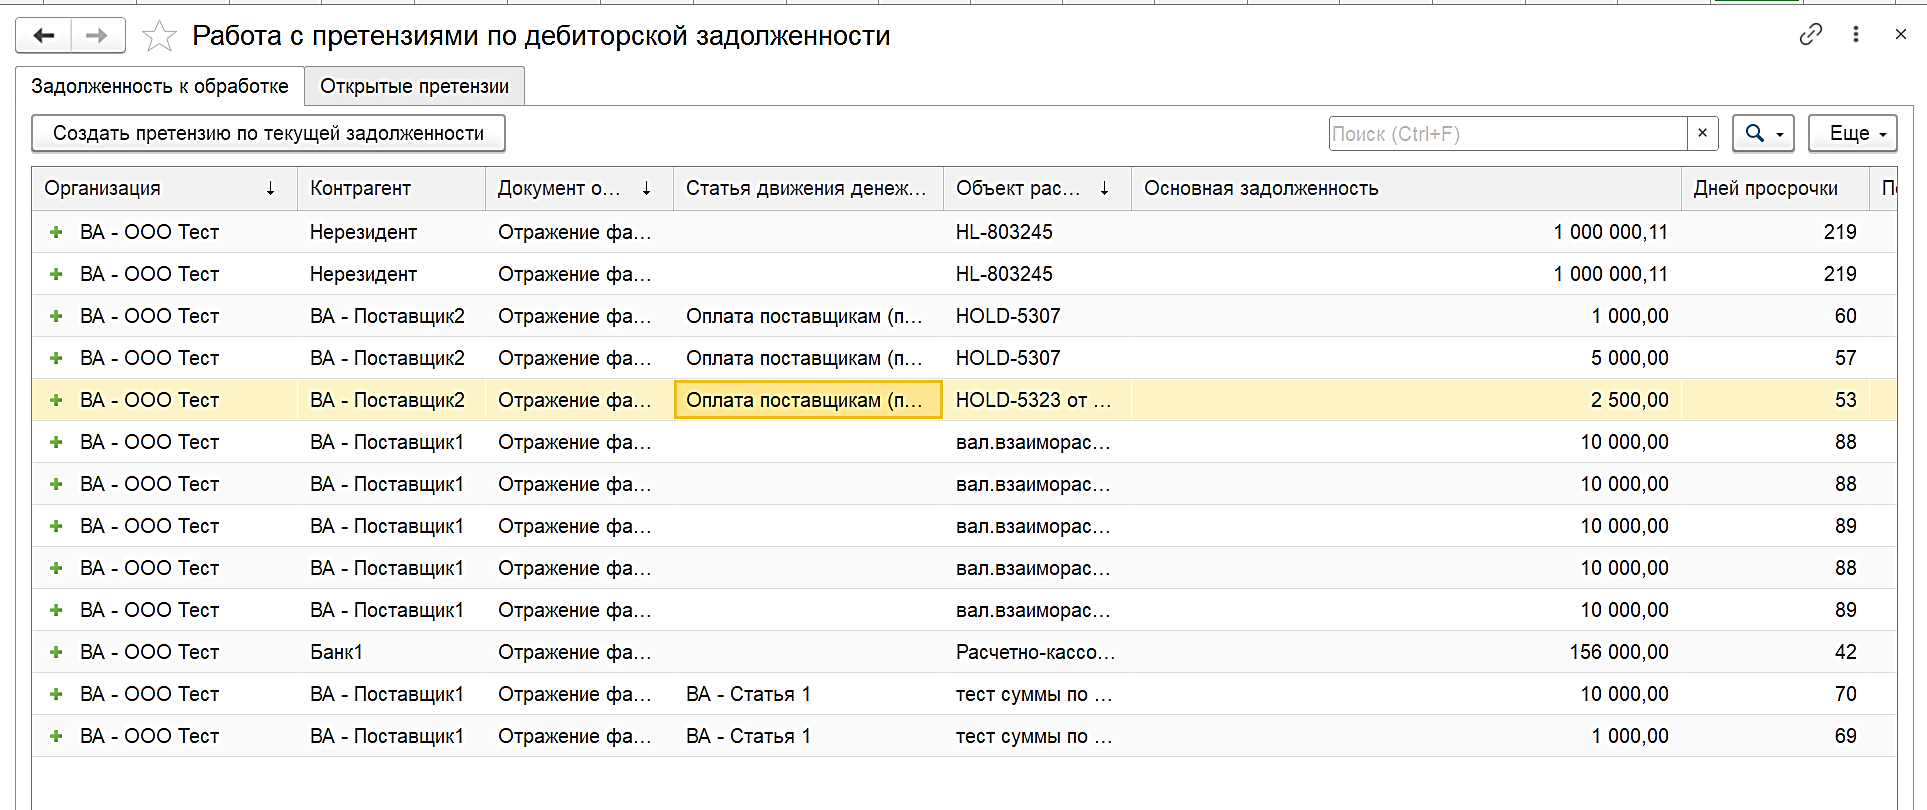 Работа с претензиями по дебиторской задолженности
Задолженность к обработке Открытые претензии
Создать претензию по текущей задолженности Поиск (Ctrl+F) × Еще
Организация ↓ Контрагент Документ о... ↓ Статья движения денеж... Объект рас... ↓ Основная задолженность Дней просрочки
ВА - ООО Тест Нерезидент Отражение фа... HL-803245 1 000 000,11 219
ВА - ООО Тест Нерезидент Отражение фа... HL-803245 1 000 000,11 219
ВА - ООО Тест ВА - Поставщик2 Отражение фа... Оплата поставщикам (п... HOLD-5307 1 000,00 60
ВА - ООО Тест ВА - Поставщик2 Отражение фа... Оплата поставщикам (п... HOLD-5307 5 000,00 57
ВА - ООО Тест ВА - Поставщик2 Отражение фа... Оплата поставщикам (п... HOLD-5323 от ... 2 500,00 53
ВА - ООО Тест ВА - Поставщик1 Отражение фа... вал.взаиморас... 10 000,00 88
ВА - ООО Тест ВА - Поставщик1 Отражение фа... вал.взаиморас... 10 000,00 88
ВА - ООО Тест ВА - Поставщик1 Отражение фа... вал.взаиморас... 10 000,00 89
ВА - ООО Тест ВА - Поставщик1 Отражение фа... вал.взаиморас... 10 000,00 88
ВА - ООО Тест ВА - Поставщик1 Отражение фа... вал.взаиморас... 10 000,00 89
ВА - ООО Тест Банк1 Отражение фа... Расчетно-кассо... 156 000,00 42
ВА - ООО Тест ВА - Поставщик1 Отражение фа... ВА - Статья 1 тест суммы по ... 10 000,00 70
ВА - ООО Тест ВА - Поставщик1 Отражение фа... ВА - Статья 1 тест суммы по ... 1 000,00 69